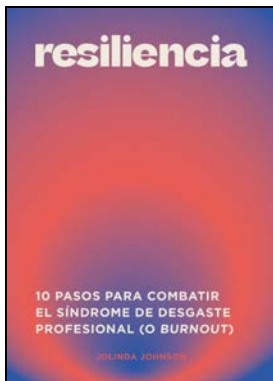 resiliencia
10 PASOS PARA COMBATIR
EL SÍNDROME DE DESGASTE
PROFESIONAL (O BURNOUT)
JOLINDA JOHNSON